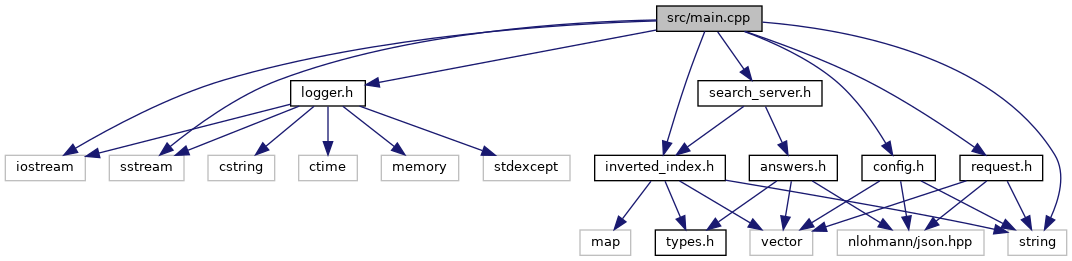 src/main.cpp
logger.h
search_server.h
iostream
sstream
cstring
ctime
memory
stdexcept
inverted_index.h
answers.h
config.h
request.h
map
types.h
vector
nlohmann/json.hpp
string